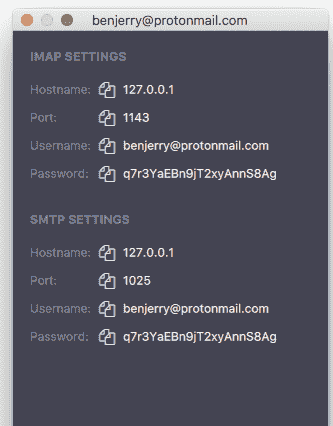 benjerry@protonmail.com
IMAP SETTINGS
Hostname: 127.0.0.1
Port: 1143
Username: benjerry@protonmail.com
Password: q7r3YaEBn9jT2xyAnnS8Ag
SMTP SETTINGS
Hostname: 127.0.0.1
Port: 1025
Username: benjerry@protonmail.com
Password: q7r3YaEBn9jT2xyAnnS8Ag